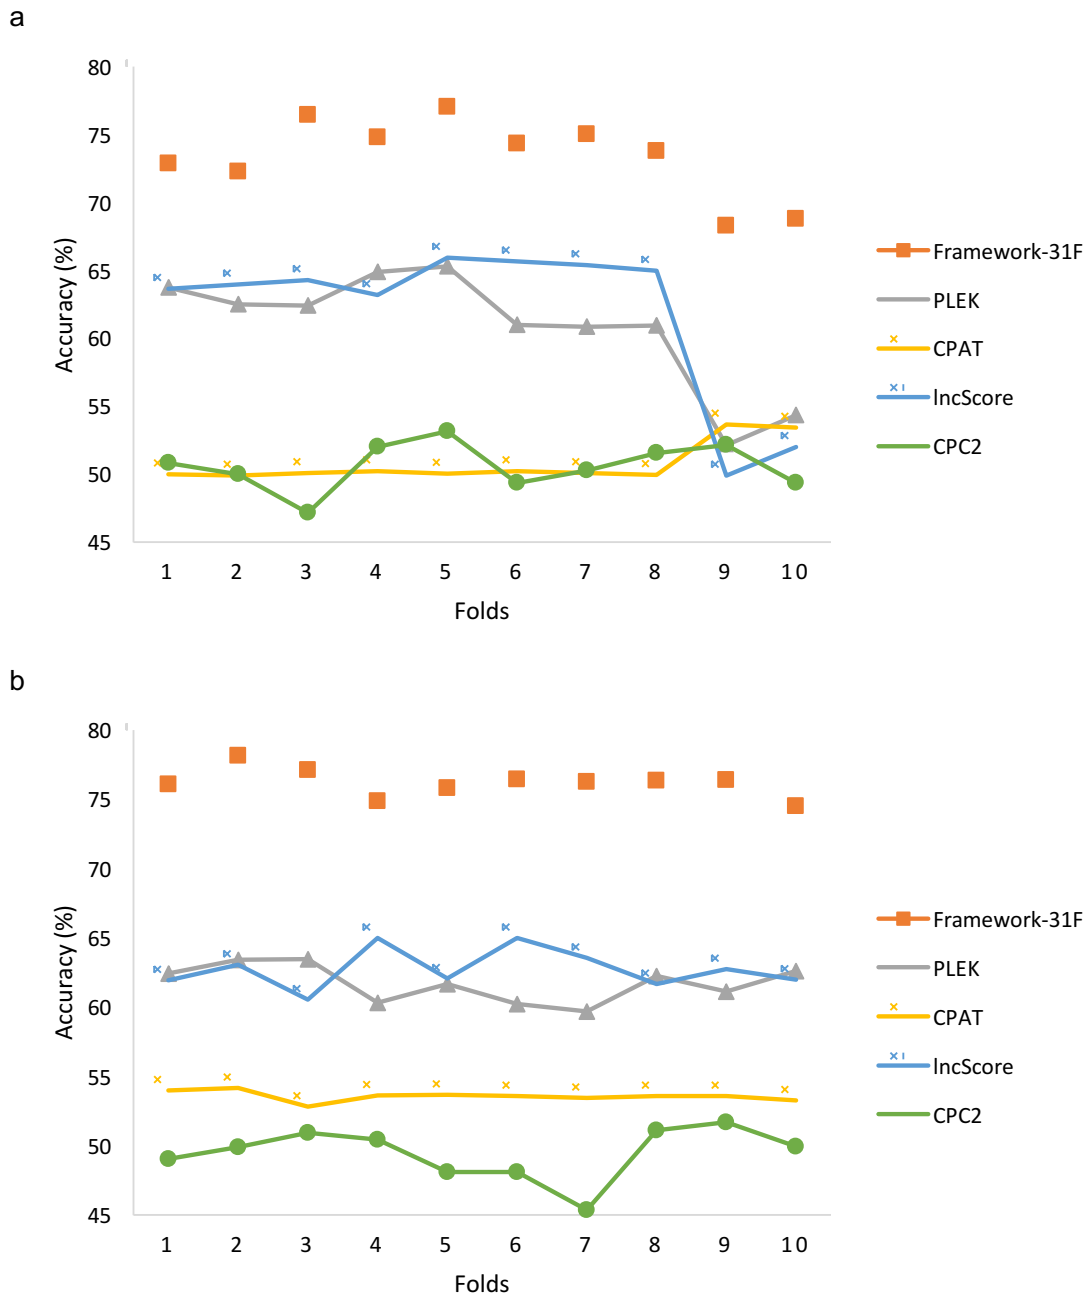 a
80
75
70
65
60
55
50
45
Accuracy (%)
1 2 3 4 5 6 7 8 9 10
Folds
Framework-31F
PLEK
CPAT
lncScore
CPC2
b
80
75
70
65
60
55
50
45
Accuracy (%)
1 2 3 4 5 6 7 8 9 10
Folds
Framework-31F
PLEK
CPAT
lncScore
CPC2